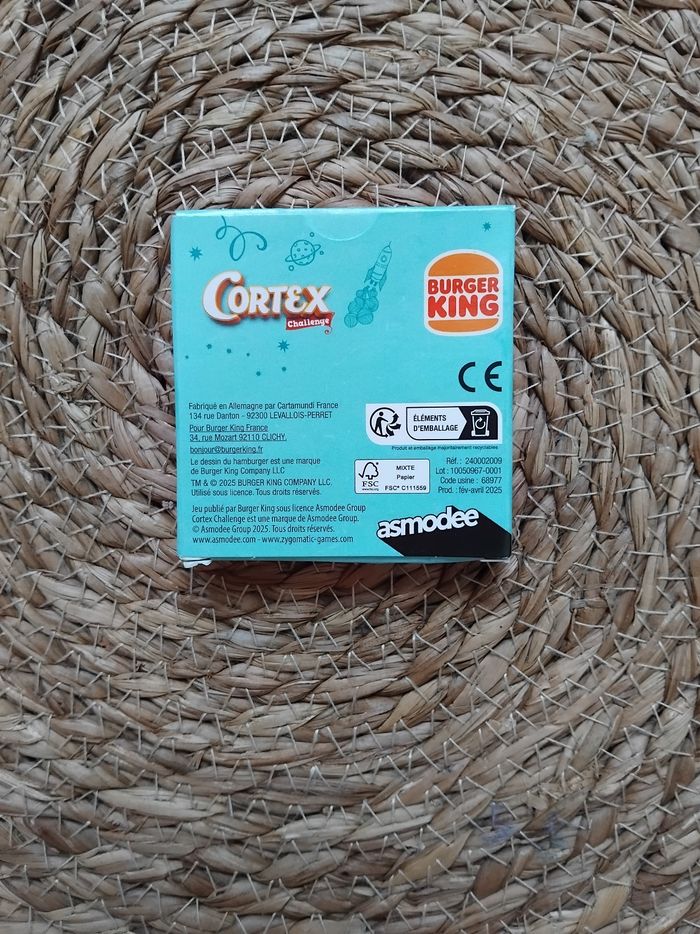 CORTEX
Challenge
BURGER
KING
CE
Fabriqué en Allemagne par Cartamundi France
134 rue Danton - 92300 LEVALLOIS-PERRET
Pour Burger King France
34, rue Mozart 92110 CLICHY.
bonjour@burgerking.fr
Le dessin du hamburger est une marque
de Burger King Company LLC
TM & © 2025 BURGER KING COMPANY LLC.
Utilisé sous licence. Tous droits réservés.
Jeu publié par Burger King sous licence Asmodee Group
Cortex Challenge est une marque de Asmodee Group.
© Asmodee Group 2025. Tous droits réservés.
www.asmodee.com - www.zygomatic-games.com
ÉLÉMENTS
D'EMBALLAGE
Produit et emballage majoritairement recyclables
FSC
MIXTE
Papier
FSC® C111559
Réf.: 240002009
Lot : 10050967-0001
Code usine : 68977
Prod. : fév-avril 2025
asmodee